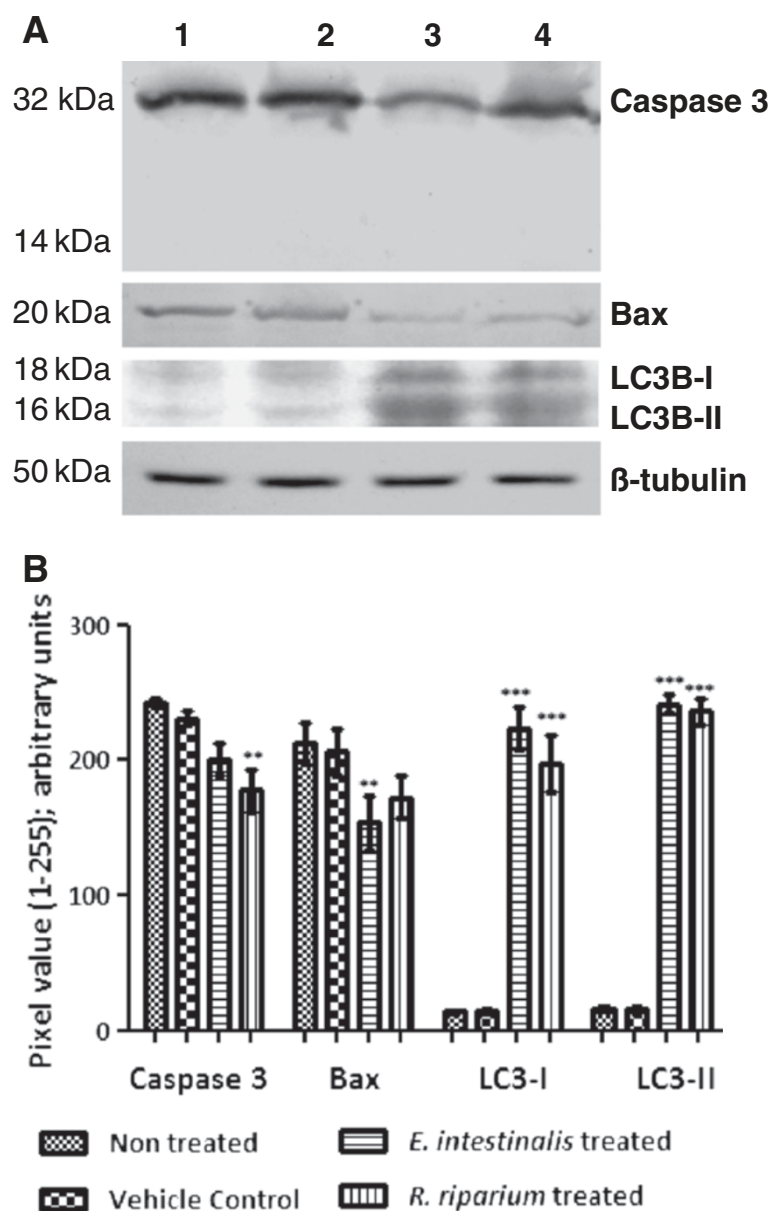 A
1 2 3 4
32 kDa Caspase 3
14 kDa
20 kDa Bax
18 kDa LC3B-I
16 kDa LC3B-II
50 kDa ß-tubulin
B
Pixel value (1-255); arbitrary units
300
200
100
0
** ** *** *** *** ***
Caspase 3 Bax LC3-I LC3-II
Non treated E. intestinalis treated
Vehicle Control R. riparium treated